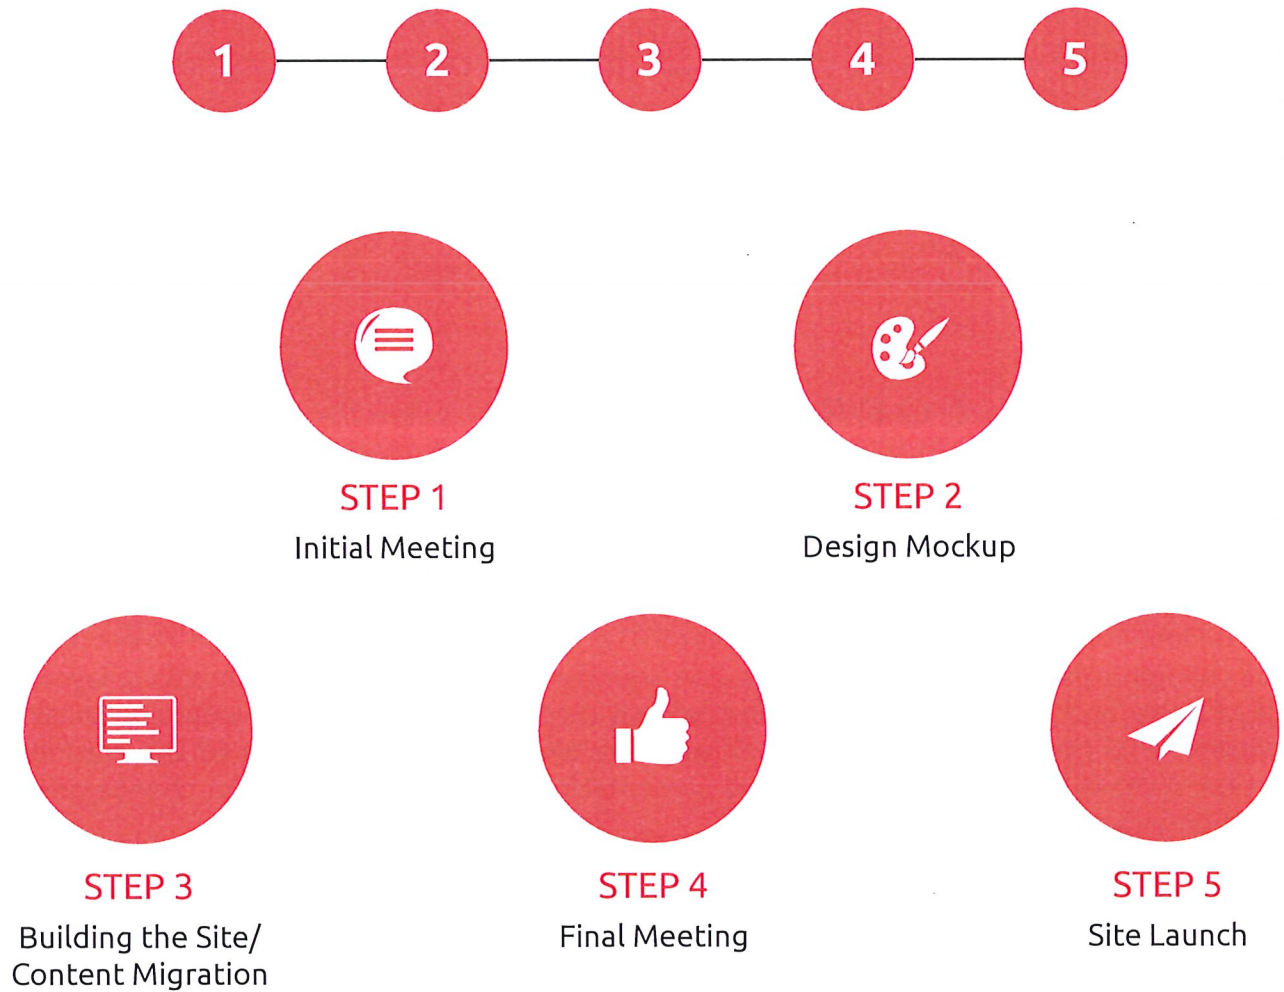 1 2 3 4 5
STEP 1
Initial Meeting
STEP 2
Design Mockup
STEP 3
Building the Site/
Content Migration
STEP 4
Final Meeting
STEP 5
Site Launch